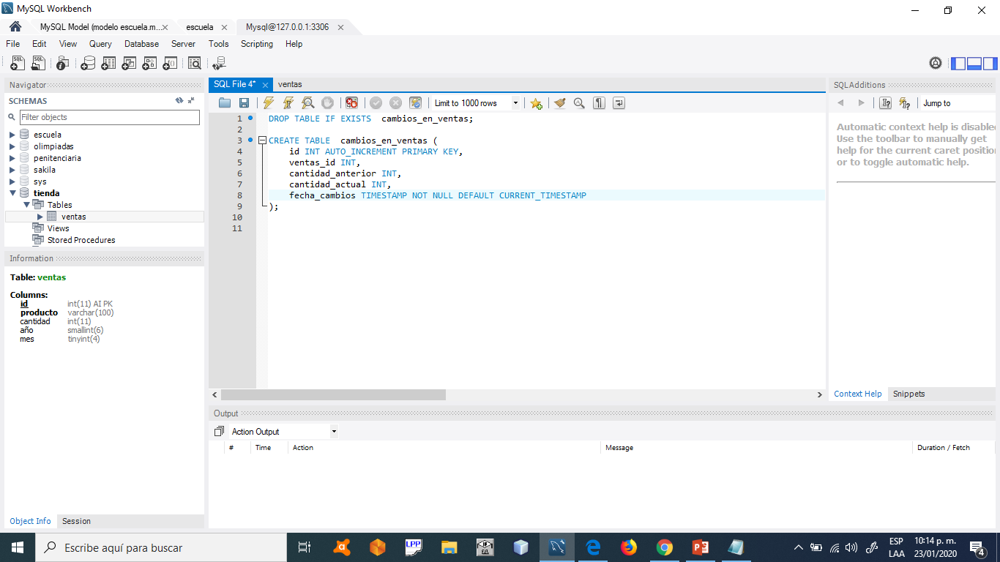 MySQL Workbench
MySQL Model (modelo escuela.m...
escuela
Mysql@127.0.0.1:3306
File Edit View Query Database Server Tools Scripting Help
Navigator
SCHEMAS
Filter objects
escuela
olimpiadas
penitenciaria
sakila
sys
tienda
Tables
ventas
Views
Stored Procedures
Information
Table: ventas
Columns:
id int(11) AI PK
producto varchar(100)
cantidad int(11)
año smallint(6)
mes tinyint(4)
Object Info Session
SQL File 4* ventas
Limit to 1000 rows
1 DROP TABLE IF EXISTS cambios_en_ventas;
2
3 CREATE TABLE cambios_en_ventas (
4 id INT AUTO_INCREMENT PRIMARY KEY,
5 ventas_id INT,
6 cantidad_anterior INT,
7 cantidad_actual INT,
8 fecha_cambios TIMESTAMP NOT NULL DEFAULT CURRENT_TIMESTAMP
9 );
10
11
SQLAdditions
Jump to
Automatic context help is disabled
Use the toolbar to manually get
help for the current caret position
or to toggle automatic help.
Context Help Snippets
Output
Action Output
# Time Action Message Duration / Fetch
Escribe aquí para buscar
LPP
ESP
LAA
10:14 p. m.
23/01/2020
4